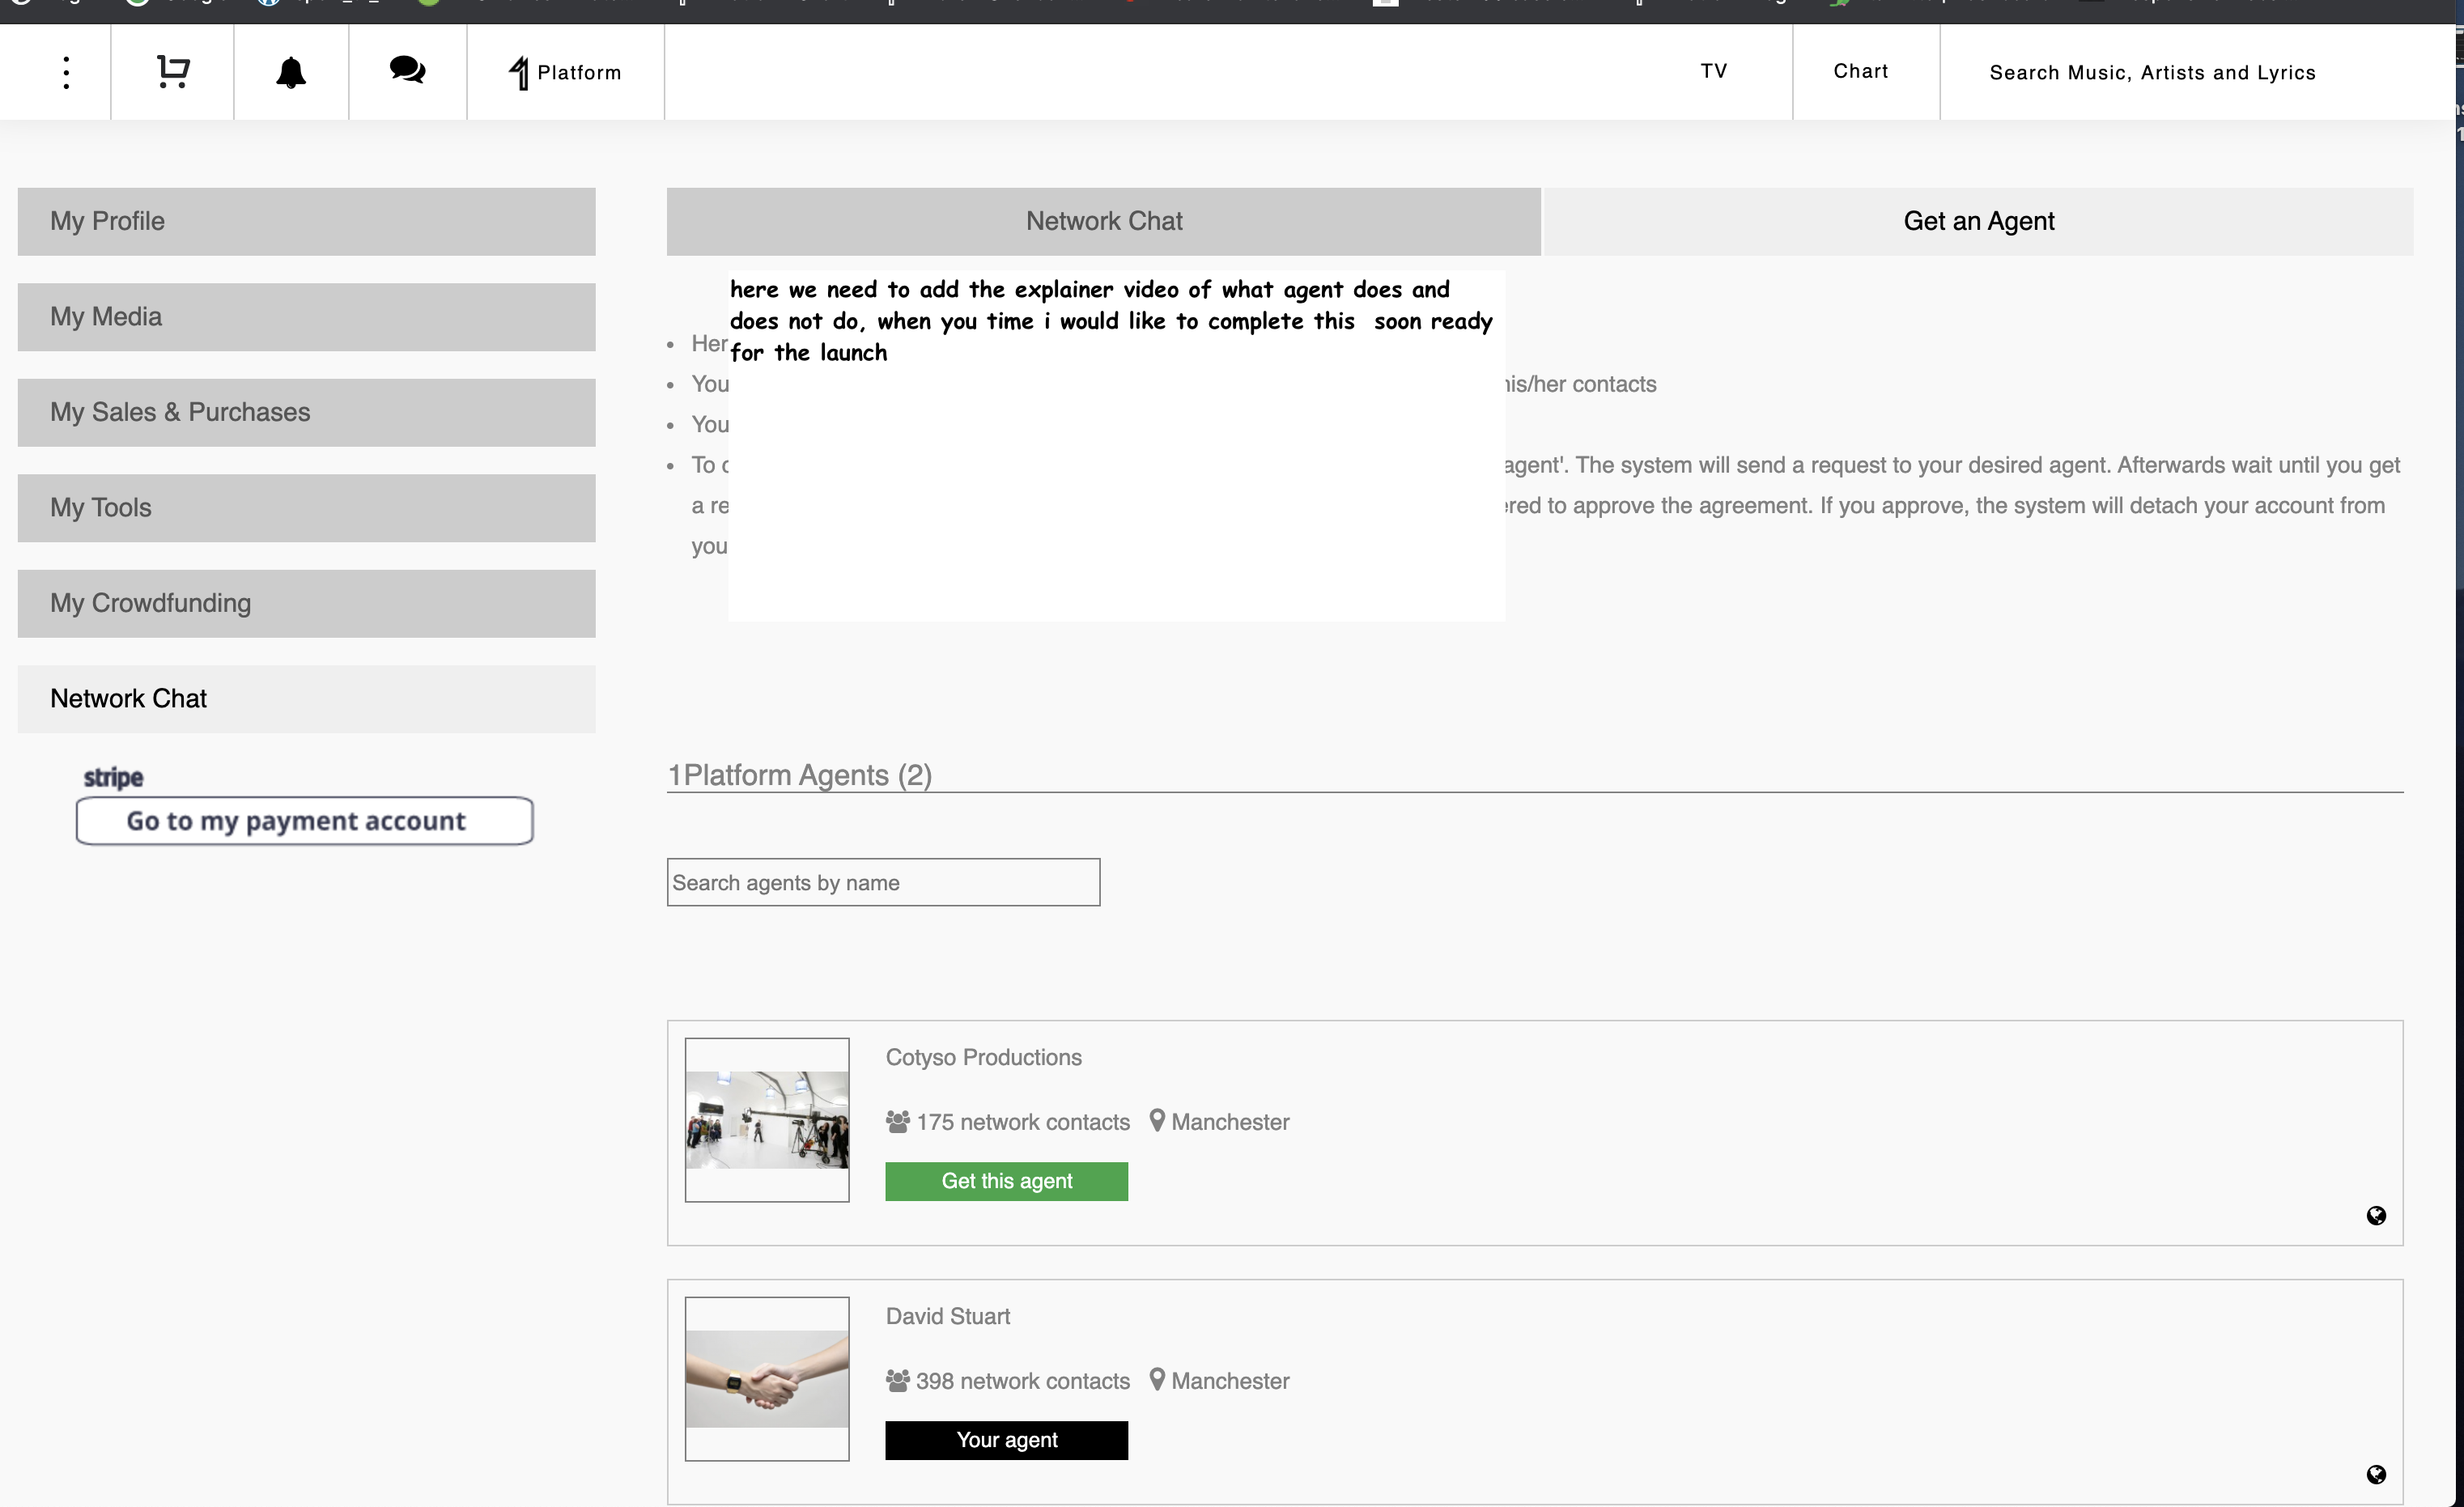 Platform
TV
Chart
Search Music, Artists and Lyrics
My Profile
My Media
My Sales & Purchases
My Tools
My Crowdfunding
Network Chat
stripe
Go to my payment account
Network Chat
Get an Agent
here we need to add the explainer video of what agent does and
does not do, when you time i would like to complete this soon ready
for the launch
Her
You his/her contacts
You
To agent'. The system will send a request to your desired agent. Afterwards wait until you get
a re to approve the agreement. If you approve, the system will detach your account from
you
1Platform Agents (2)
Search agents by name
Cotyso Productions
175 network contacts Manchester
Get this agent
David Stuart
398 network contacts Manchester
Your agent